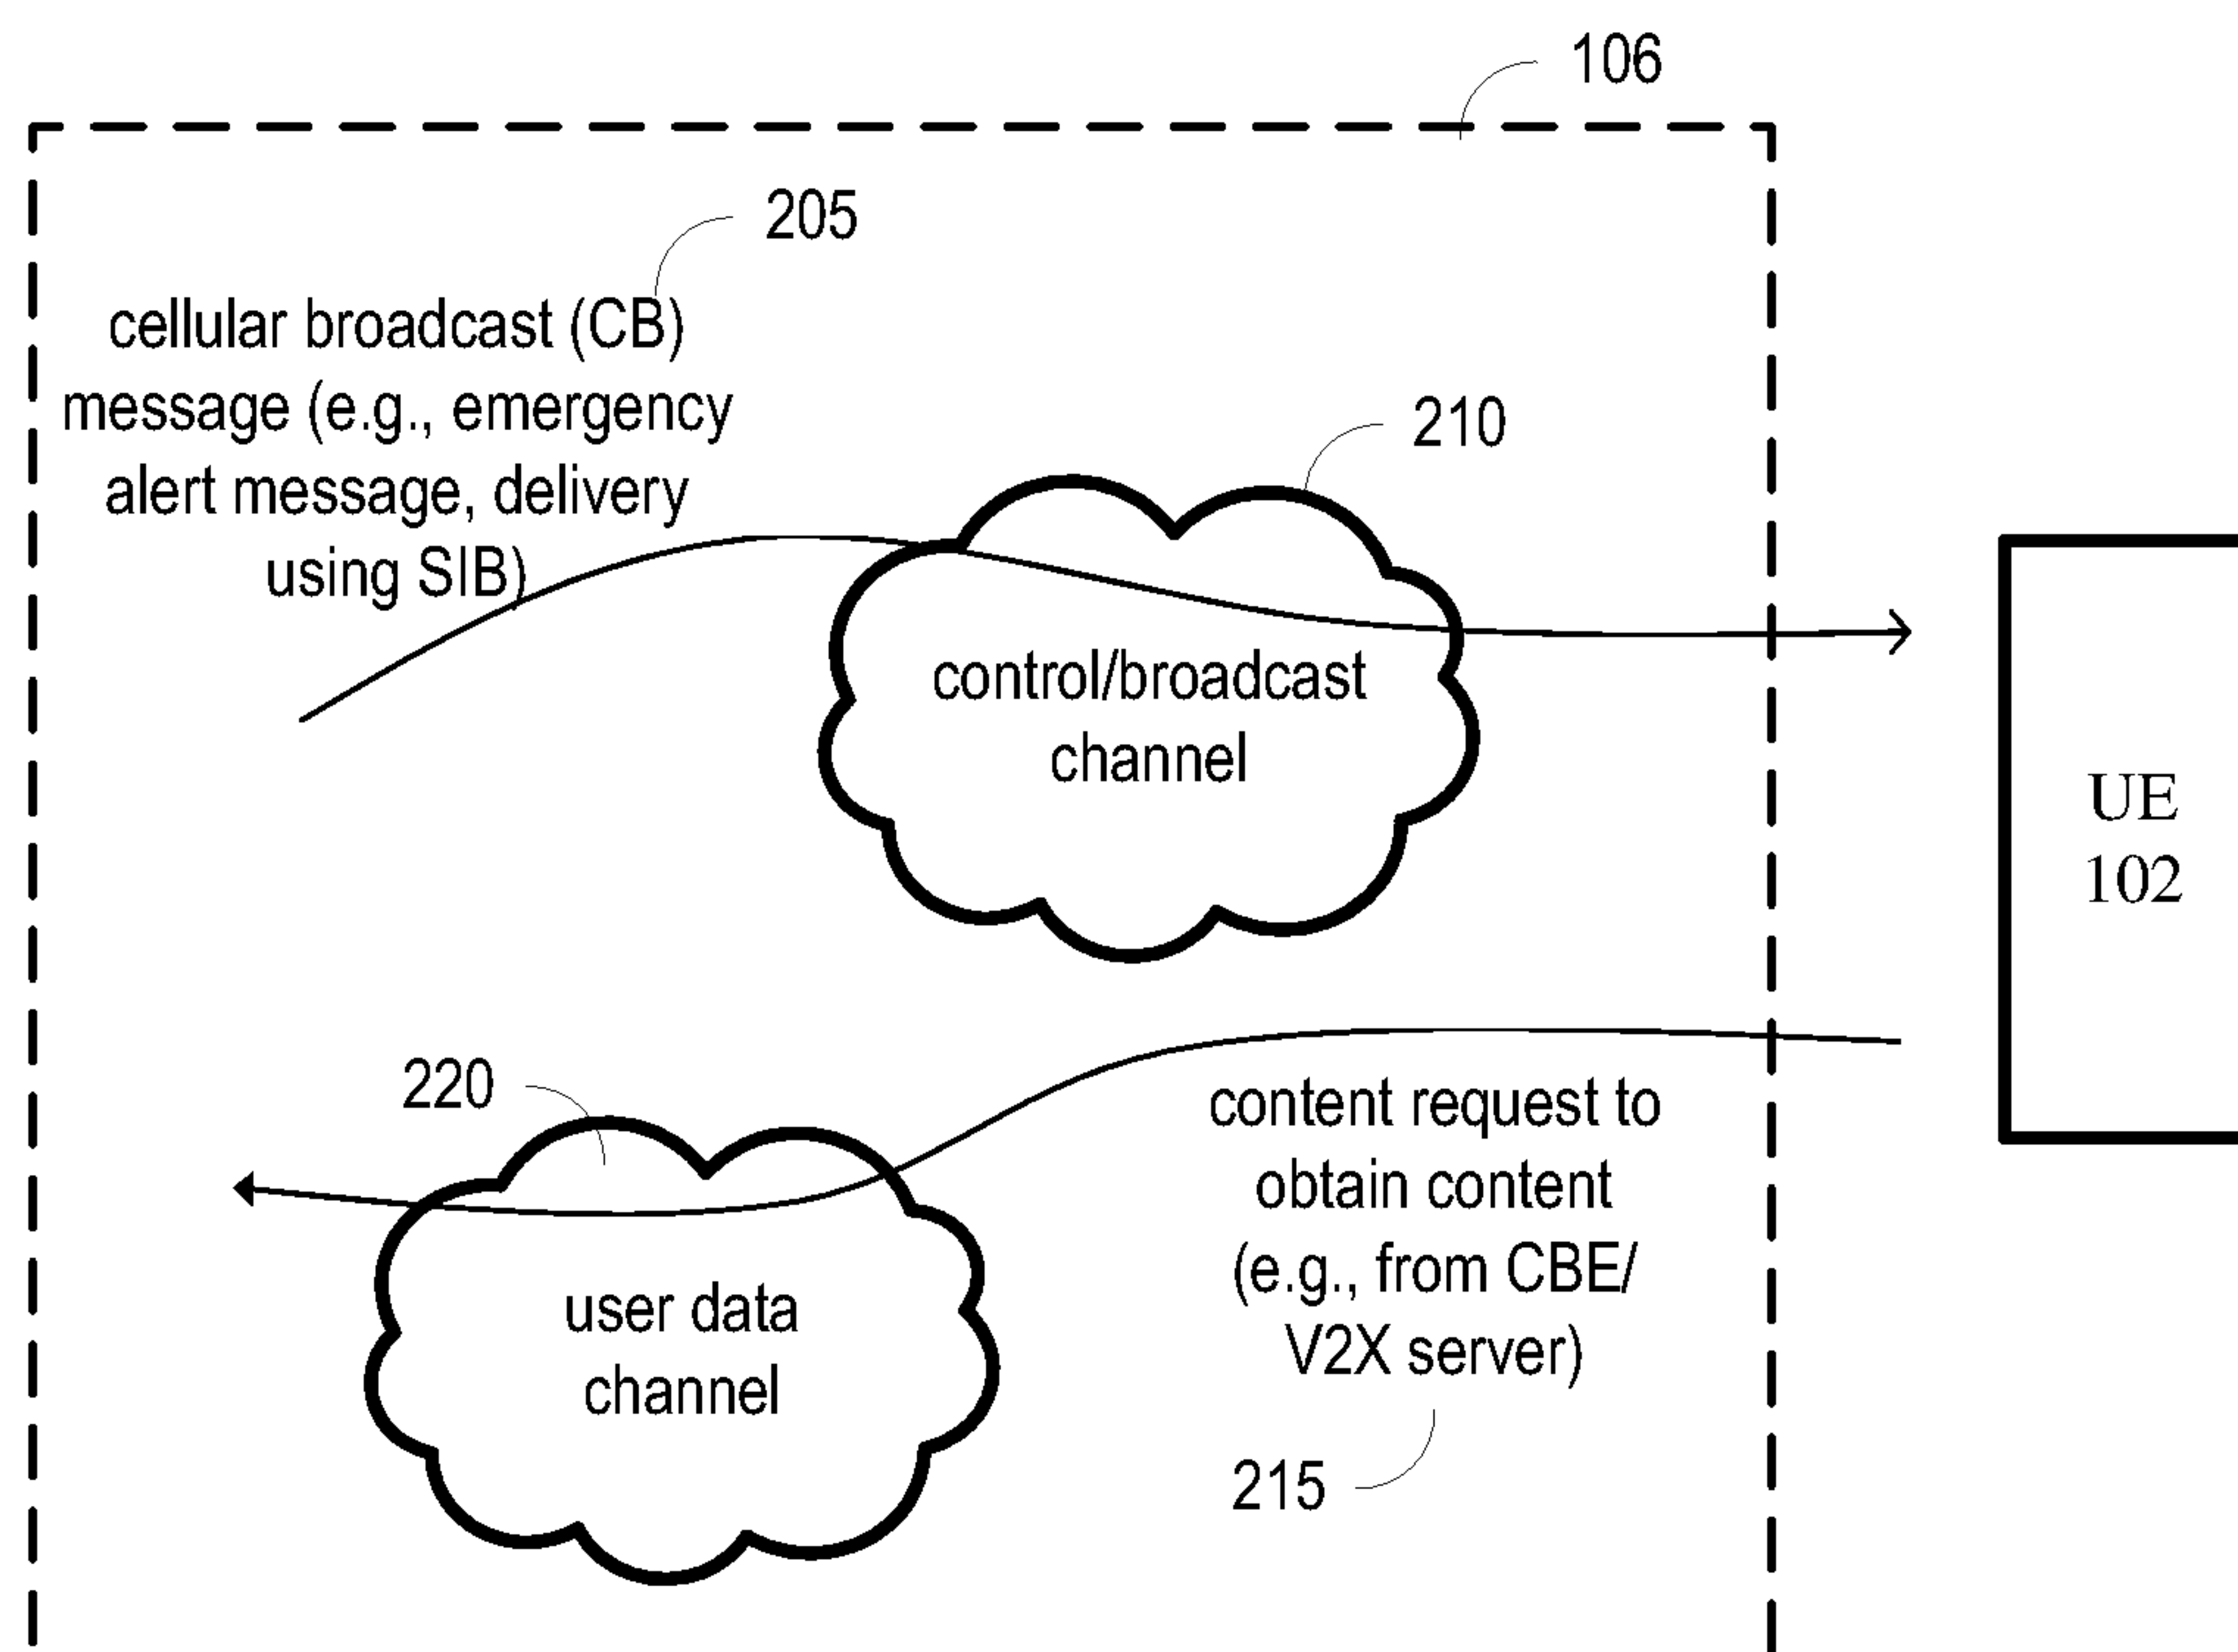 106
205
cellular broadcast (CB)
message (e.g., emergency
alert message, delivery
using SIB)
210
control/broadcast
channel
UE
102
220
content request to
obtain content
(e.g., from CBE/
V2X server)
user data
channel
215